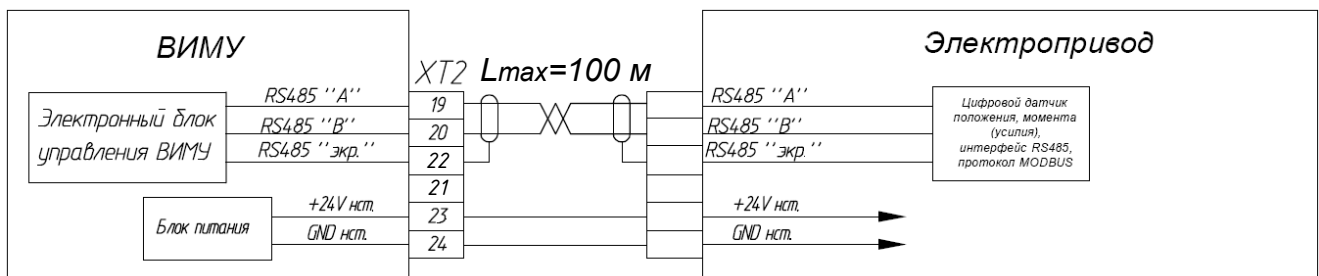 ВИМУ
Электронный блок
управления ВИМУ
RS485 ''A''
RS485 ''B''
RS485 ''экр.''
Блок питания
+24V нст.
GND нст.
XT2
19
20
22
21
23
24
Lmax=100 м
Электропривод
RS485 ''A''
RS485 ''B''
RS485 ''экр.''
+24V нст.
GND нст.
Цифровой датчик
положения, момента
(усилия),
интерфейс RS485,
протокол MODBUS